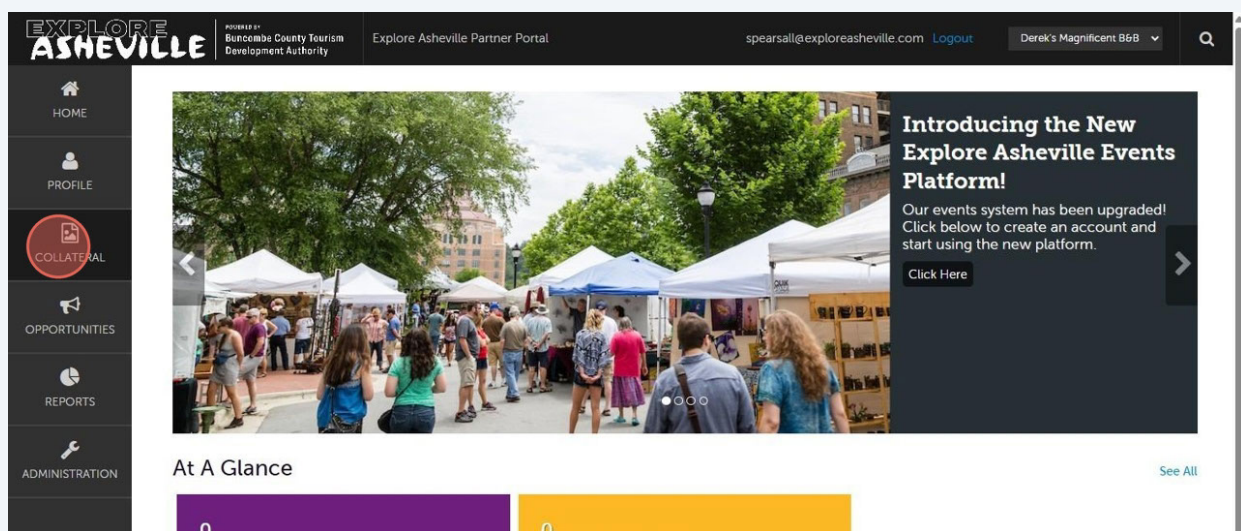 EXPLORE
ASHEVILLE
POWERED BY
Buncombe County Tourism
Development Authority
Explore Asheville Partner Portal
spearsall@exploreasheville.com Logout
Derek's Magnificent B&B
HOME
PROFILE
COLLATERAL
OPPORTUNITIES
REPORTS
ADMINISTRATION
Introducing the New
Explore Asheville Events
Platform!
Our events system has been upgraded!
Click below to create an account and
start using the new platform.
Click Here
At A Glance
See All
0
0